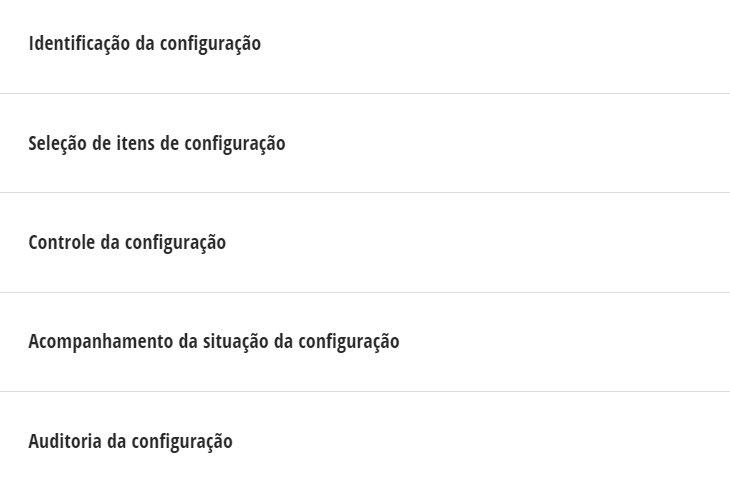 Identificação da configuração
Seleção de itens de configuração
Controle da configuração
Acompanhamento da situação da configuração
Auditoria da configuração